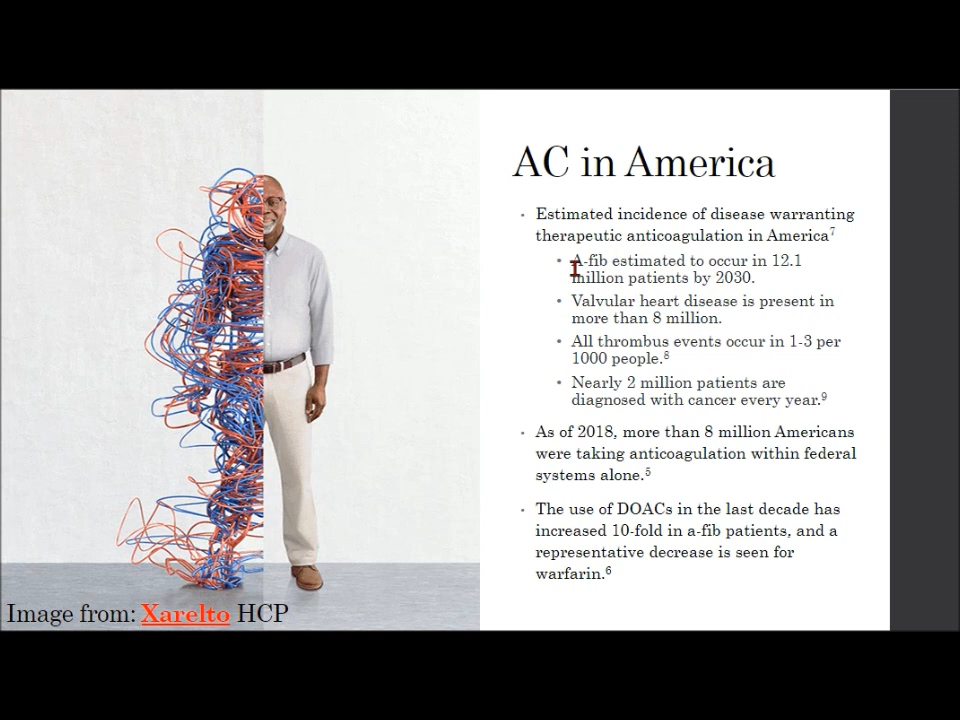 AC in America
• Estimated incidence of disease warranting
therapeutic anticoagulation in America⁷
• A-fib estimated to occur in 12.1
million patients by 2030.
• Valvular heart disease is present in
more than 8 million.
• All thrombus events occur in 1-3 per
1000 people.⁸
• Nearly 2 million patients are
diagnosed with cancer every year.⁹
• As of 2018, more than 8 million Americans
were taking anticoagulation within federal
systems alone.⁵
• The use of DOACs in the last decade has
increased 10-fold in a-fib patients, and a
representative decrease is seen for
warfarin.⁶
Image from: Xarelto HCP